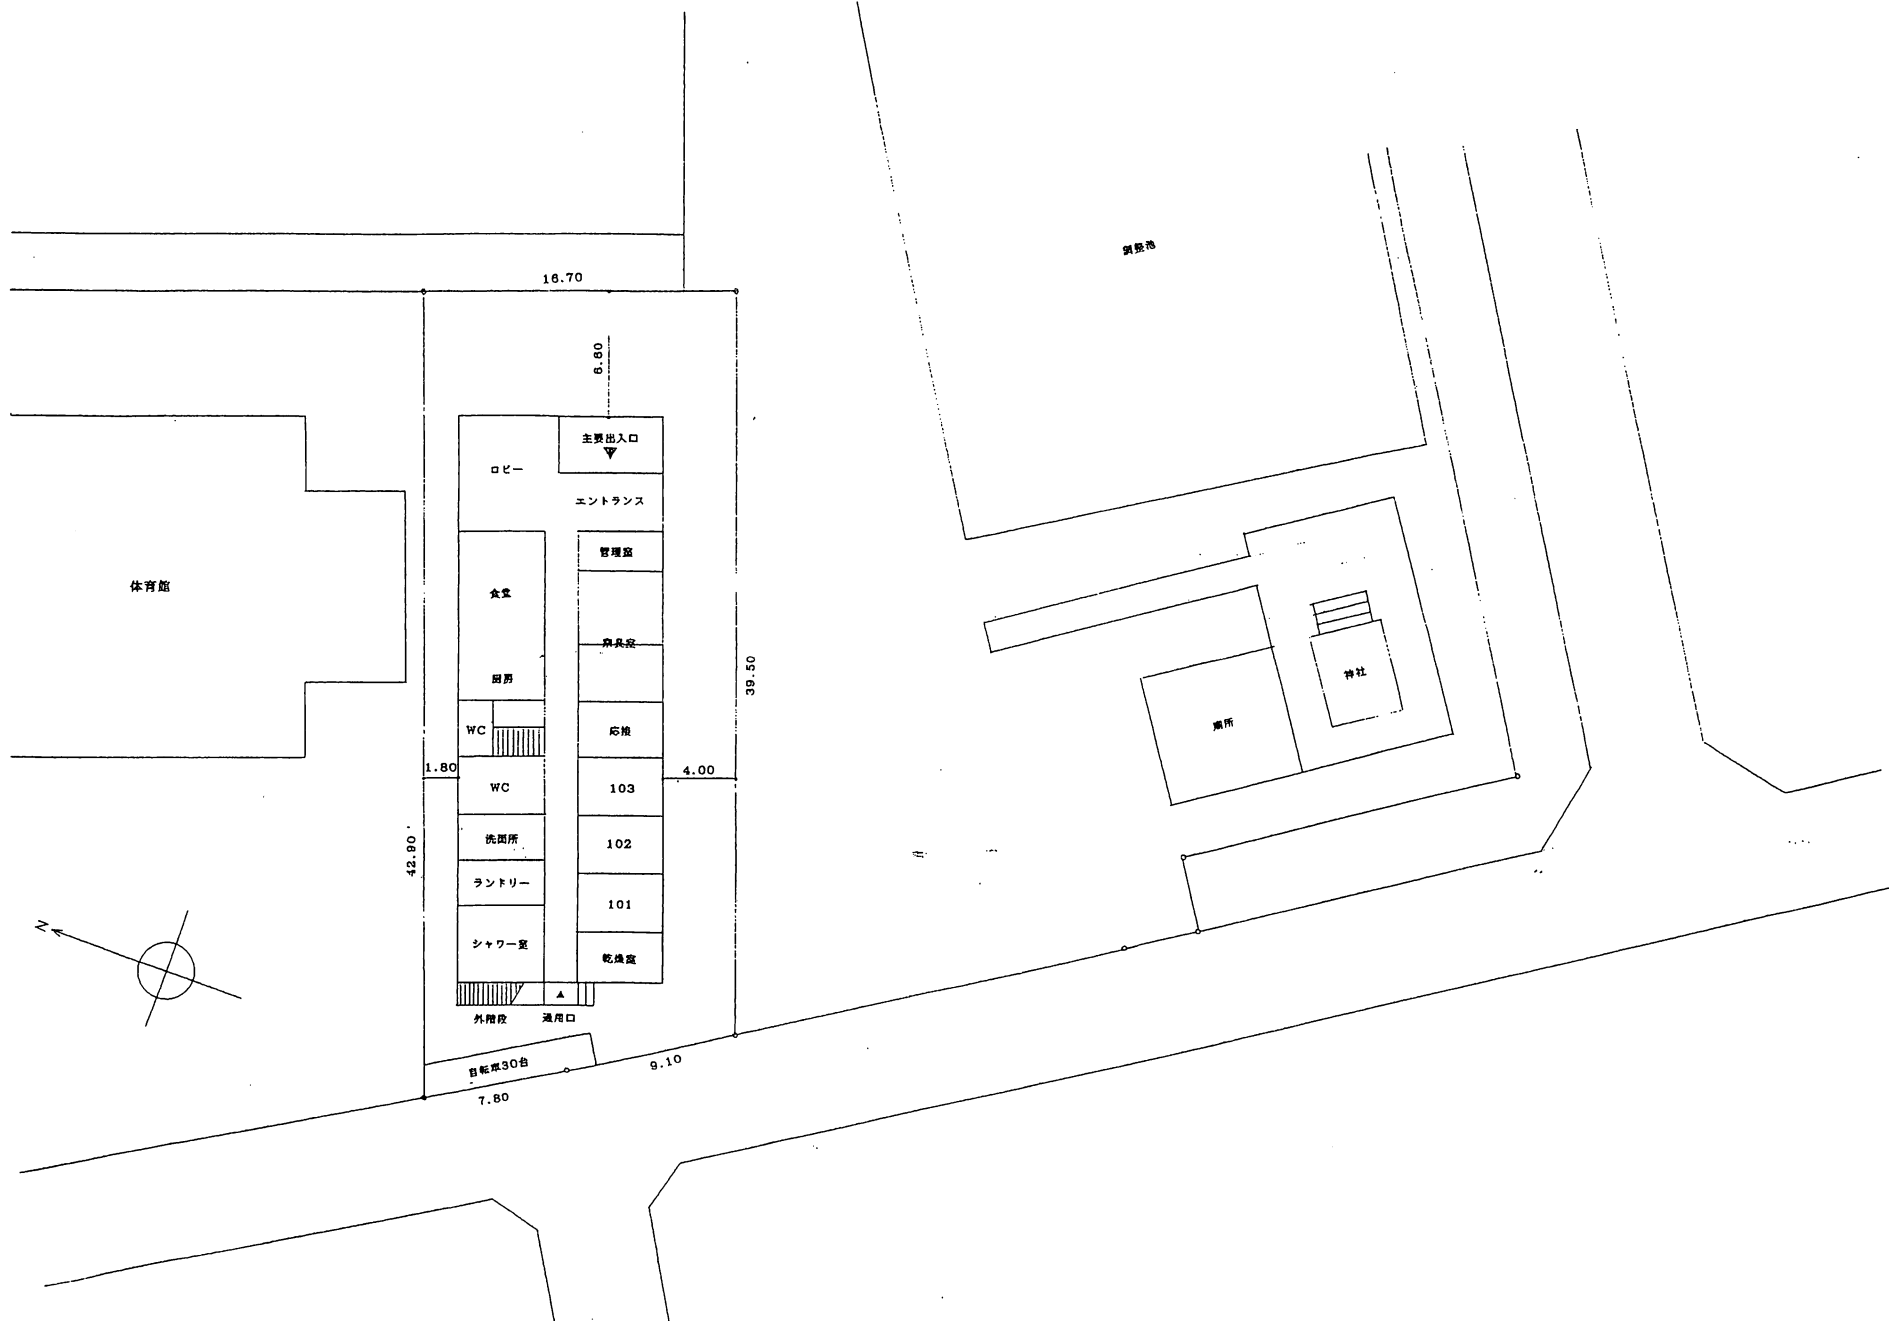 16.70
調整池
6.80
主要出入口
ロビー
エントランス
管理室
体育館
食堂
寮長室
39.50
厨房
神社
WC
応接
1.80
4.00
WC
103
42.90
洗面所
102
ランドリー
101
N
シャワー室
乾燥室
外階段
通用口
自転車30台
9.10
7.80